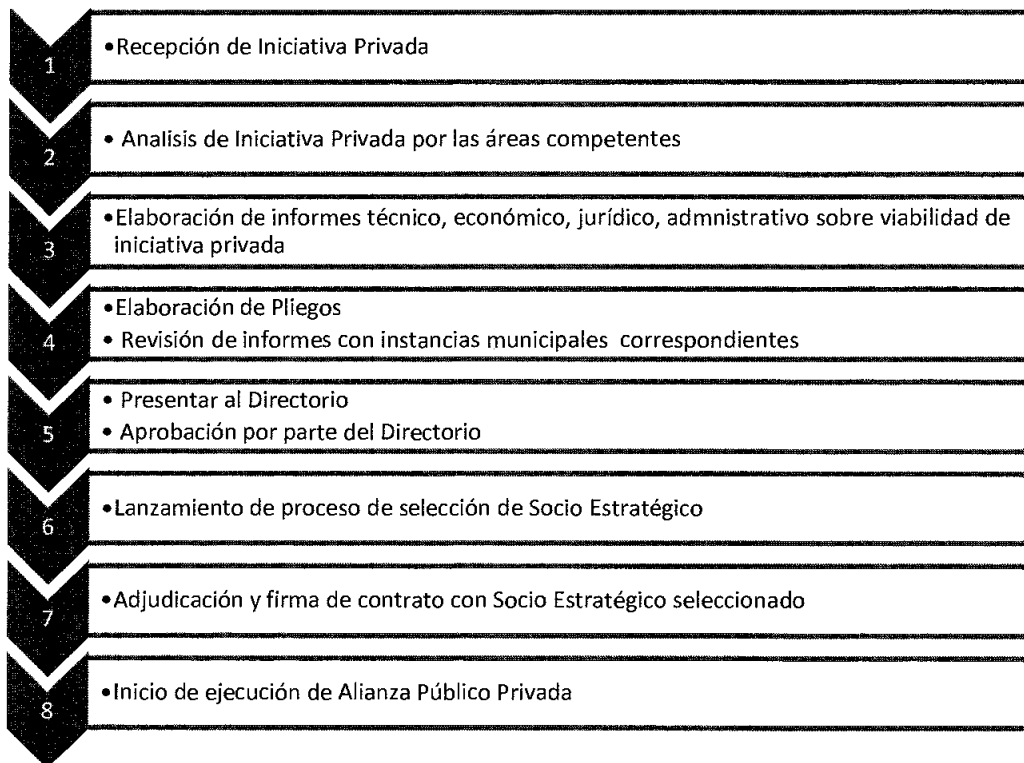 1
•Recepción de Iniciativa Privada
2
• Analisis de Iniciativa Privada por las áreas competentes
3
•Elaboración de informes técnico, económico, jurídico, admnistrativo sobre viabilidad de
iniciativa privada
4
•Elaboración de Pliegos
• Revisión de informes con instancias municipales correspondientes
5
• Presentar al Directorio
• Aprobación por parte del Directorio
6
•Lanzamiento de proceso de selección de Socio Estratégico
7
•Adjudicación y firma de contrato con Socio Estratégico seleccionado
8
•Inicio de ejecución de Alianza Público Privada